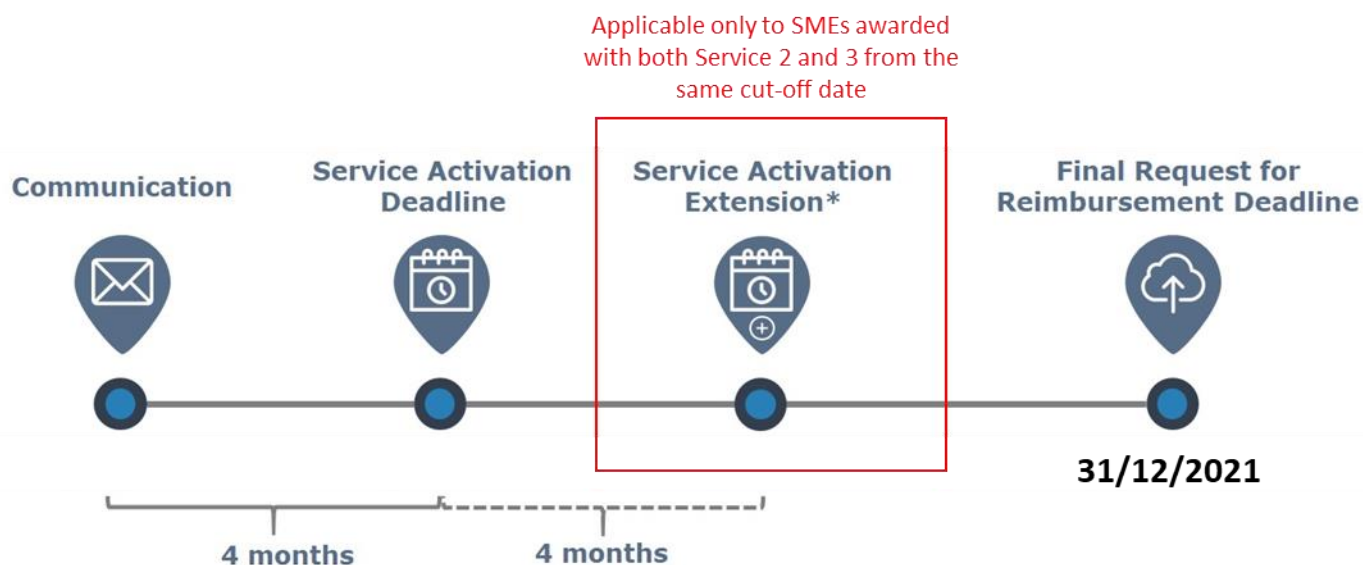 Applicable only to SMEs awarded
with both Service 2 and 3 from the
same cut-off date
Communication
Service Activation
Deadline
Service Activation
Extension*
Final Request for
Reimbursement Deadline
31/12/2021
4 months
4 months